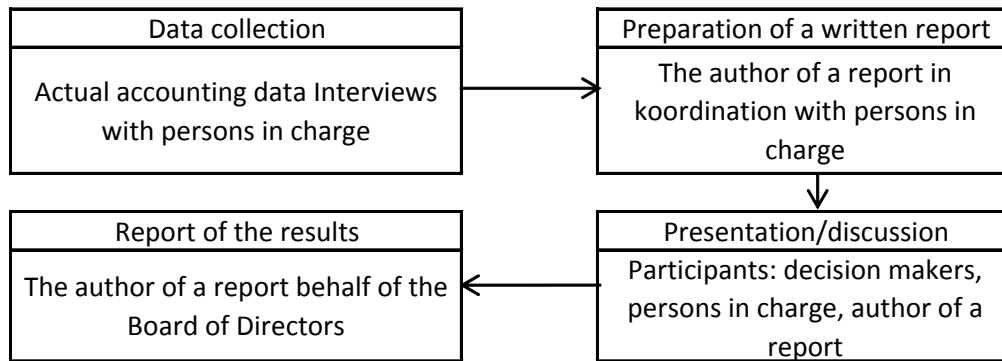 Data collection
Actual accounting data Interviews
with persons in charge
Preparation of a written report
The author of a report in
koordination with persons in
charge
Presentation/discussion
Participants: decision makers,
persons in charge, author of a
report
Report of the results
The author of a report behalf of the
Board of Directors